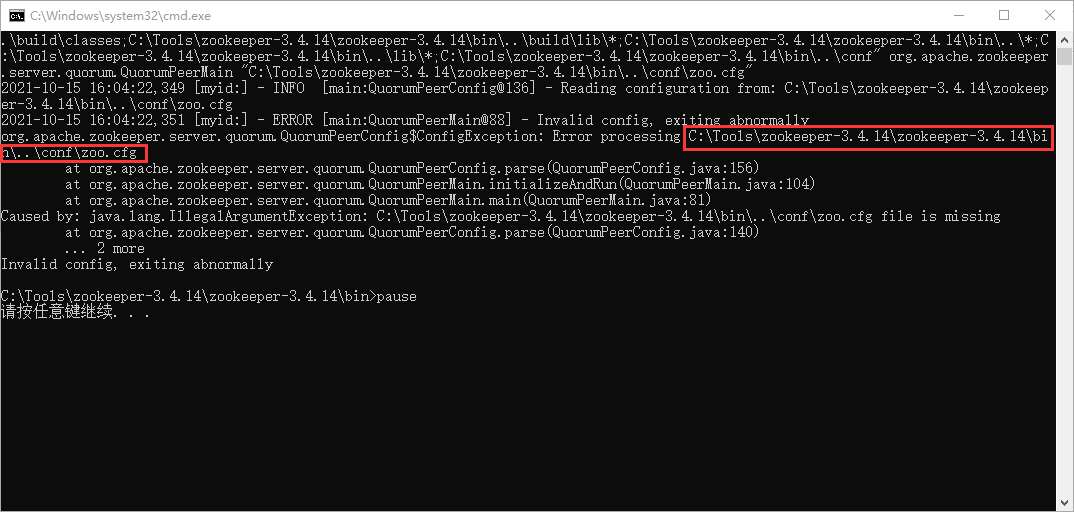 C:\Windows\system32\cmd.exe
.\build\classes;C:\Tools\zookeeper-3.4.14\zookeeper-3.4.14\bin\..\build\lib\*;C:\Tools\zookeeper-3.4.14\zookeeper-3.4.14\bin\..\*;C
:\Tools\zookeeper-3.4.14\zookeeper-3.4.14\bin\..\lib\*;C:\Tools\zookeeper-3.4.14\zookeeper-3.4.14\bin\..\conf" org.apache.zookeeper
.server.quorum.QuorumPeerMain "C:\Tools\zookeeper-3.4.14\zookeeper-3.4.14\bin\..\conf\zoo.cfg"
2021-10-15 16:04:22,349 [myid:] - INFO  [main:QuorumPeerConfig@136] - Reading configuration from: C:\Tools\zookeeper-3.4.14\zookeep
er-3.4.14\bin\..\conf\zoo.cfg
2021-10-15 16:04:22,351 [myid:] - ERROR [main:QuorumPeerMain@88] - Invalid config, exiting abnormally
org.apache.zookeeper.server.quorum.QuorumPeerConfig$ConfigException: Error processing C:\Tools\zookeeper-3.4.14\zookeeper-3.4.14\bi
n\..\conf\zoo.cfg
at org.apache.zookeeper.server.quorum.QuorumPeerConfig.parse(QuorumPeerConfig.java:156)
at org.apache.zookeeper.server.quorum.QuorumPeerMain.initializeAndRun(QuorumPeerMain.java:104)
at org.apache.zookeeper.server.quorum.QuorumPeerMain.main(QuorumPeerMain.java:81)
Caused by: java.lang.IllegalArgumentException: C:\Tools\zookeeper-3.4.14\zookeeper-3.4.14\bin\..\conf\zoo.cfg file is missing
at org.apache.zookeeper.server.quorum.QuorumPeerConfig.parse(QuorumPeerConfig.java:140)
... 2 more
Invalid config, exiting abnormally
C:\Tools\zookeeper-3.4.14\zookeeper-3.4.14\bin>pause
请按任意键继续. . .